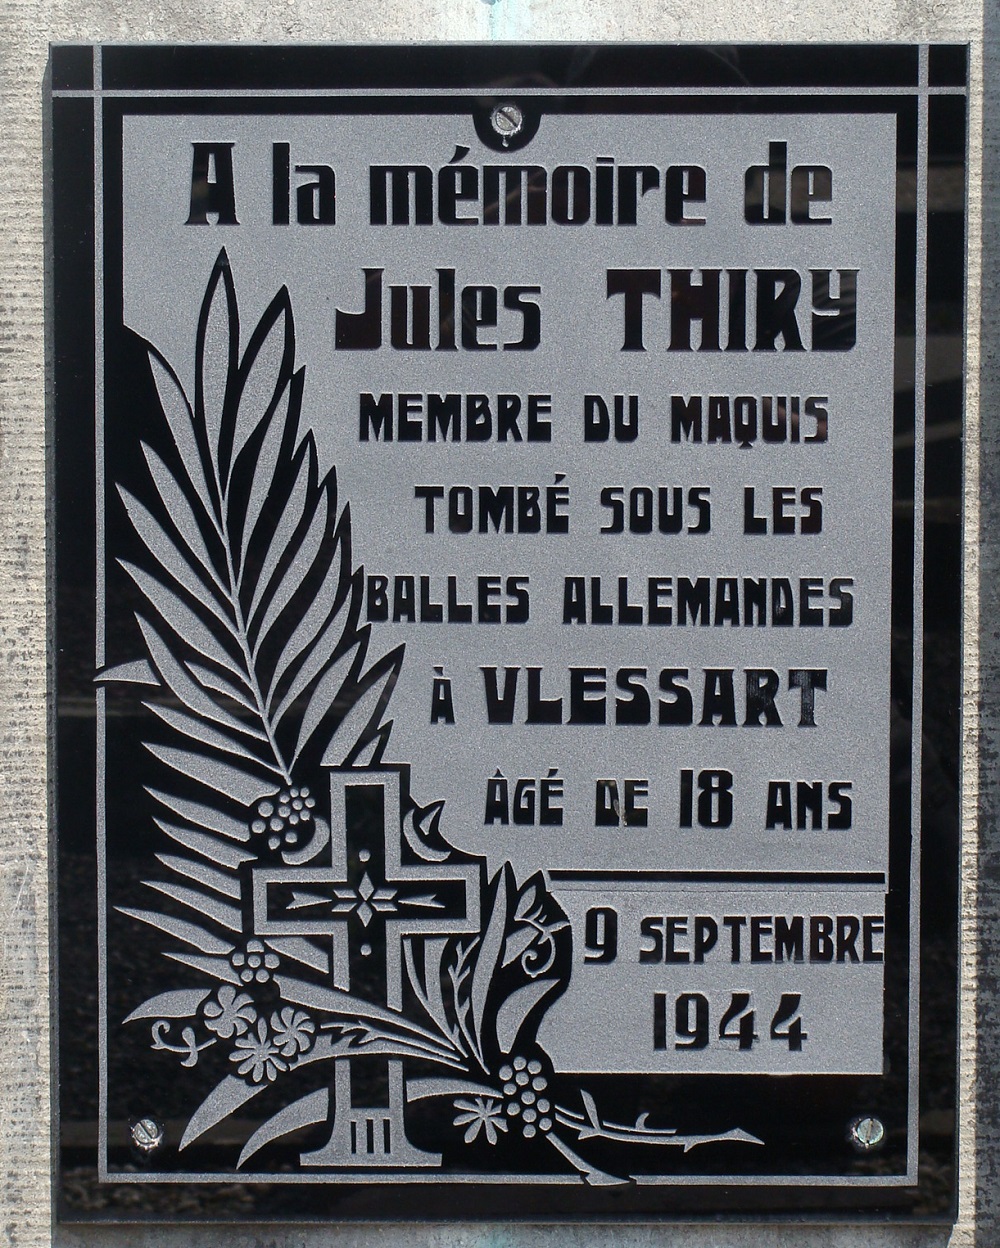 A la mémoire de
Jules THIRY
MEMBRE DU MAQUIS
TOMBÉ SOUS LES
BALLES ALLEMANDES
À VLESSART
ÂGÉ DE 18 ANS
9 SEPTEMBRE
1944